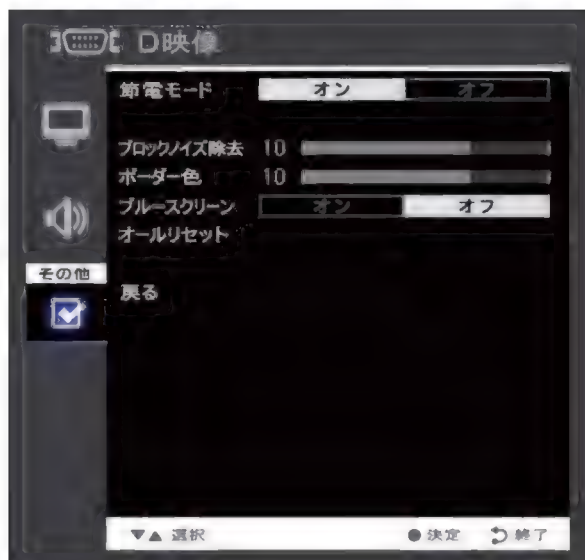 D映像
節電モード オン オフ
ブロックノイズ除去 10
ボーダー色 10
ブルースクリーン オン オフ
オールリセット
その他
戻る
▼▲ 選択 ●決定 終了